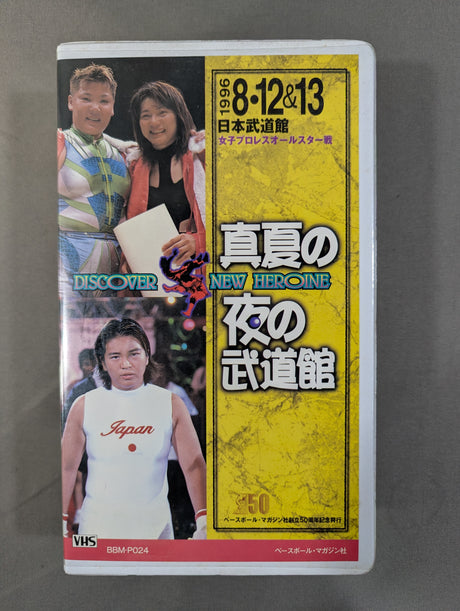 1996
8・12&13
日本武道館
女子プロレスオールスター戦
真夏の
DISCOVER NEW HEROINE
夜の
武道館
Japan
50
ベースボール・マガジン社創立50周年記念興行
VHS
BBM-P024
ベースボール・マガジン社